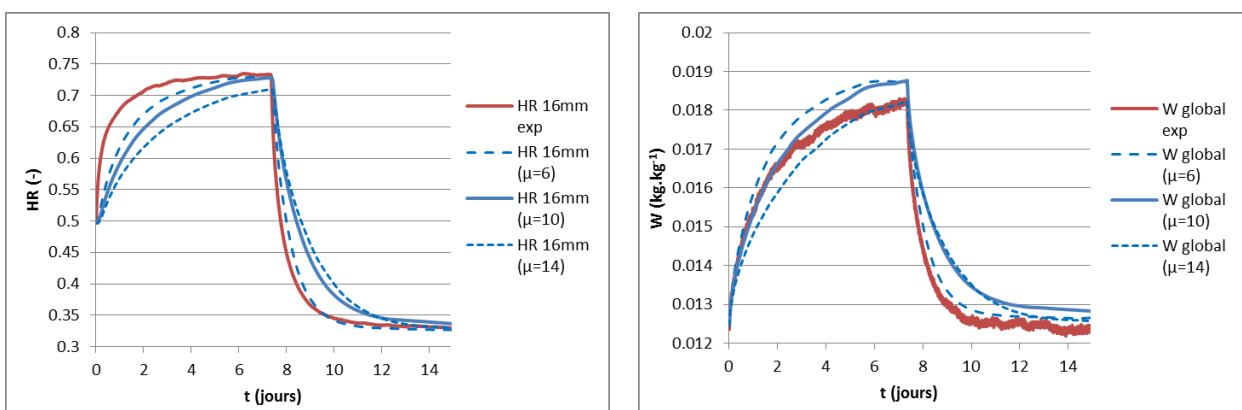 0.8
0.75
0.7
0.65
0.6
0.55
0.5
0.45
0.4
0.35
0.3
HR (-)
0 2 4 6 8 10 12 14
t (jours)
HR 16mm
exp
HR 16mm
(μ=6)
HR 16mm
(μ=10)
HR 16mm
(μ=14)
0.02
0.019
0.018
0.017
0.016
0.015
0.014
0.013
0.012
W (kg.kg⁻¹)
0 2 4 6 8 10 12 14
t (jours)
W global
exp
W global
(μ=6)
W global
(μ=10)
W global
(μ=14)